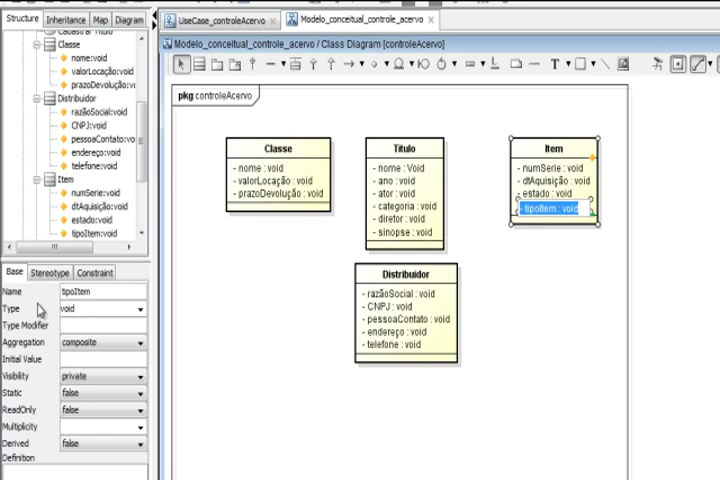 Structure Inheritance Map Diagram
Cadastrar Título
Classe
nome:void
valorLocação:void
prazoDevolução:vo
Distribuidor
razãoSocial:void
CNPJ:void
pessoaContato:vo
endereço:void
telefone:void
Item
numSerie:void
dtAquisição:void
estado:void
tipoItem:void
Base Stereotype Constraint
Name tipoItem
Type void
Type Modifier
Aggregation composite
Initial Value
Visibility private
Static false
ReadOnly false
Multiplicity
Derived false
Definition
UseCase_controleAcervo Modelo_conceitual_controle_acervo
Modelo_conceitual_controle_acervo / Class Diagram [controleAcervo]
pkg controleAcervo
Classe
- nome : void
- valorLocação : void
- prazoDevolução : void
Titulo
- nome : Void
- ano : void
- ator : void
- categoria : void
- diretor : void
- sinopse : void
Item
- numSerie : void
- dtAquisição : void
- estado : void
- tipoItem : void
Distribuidor
- razãoSocial : void
- CNPJ : void
- pessoaContato : void
- endereço : void
- telefone : void